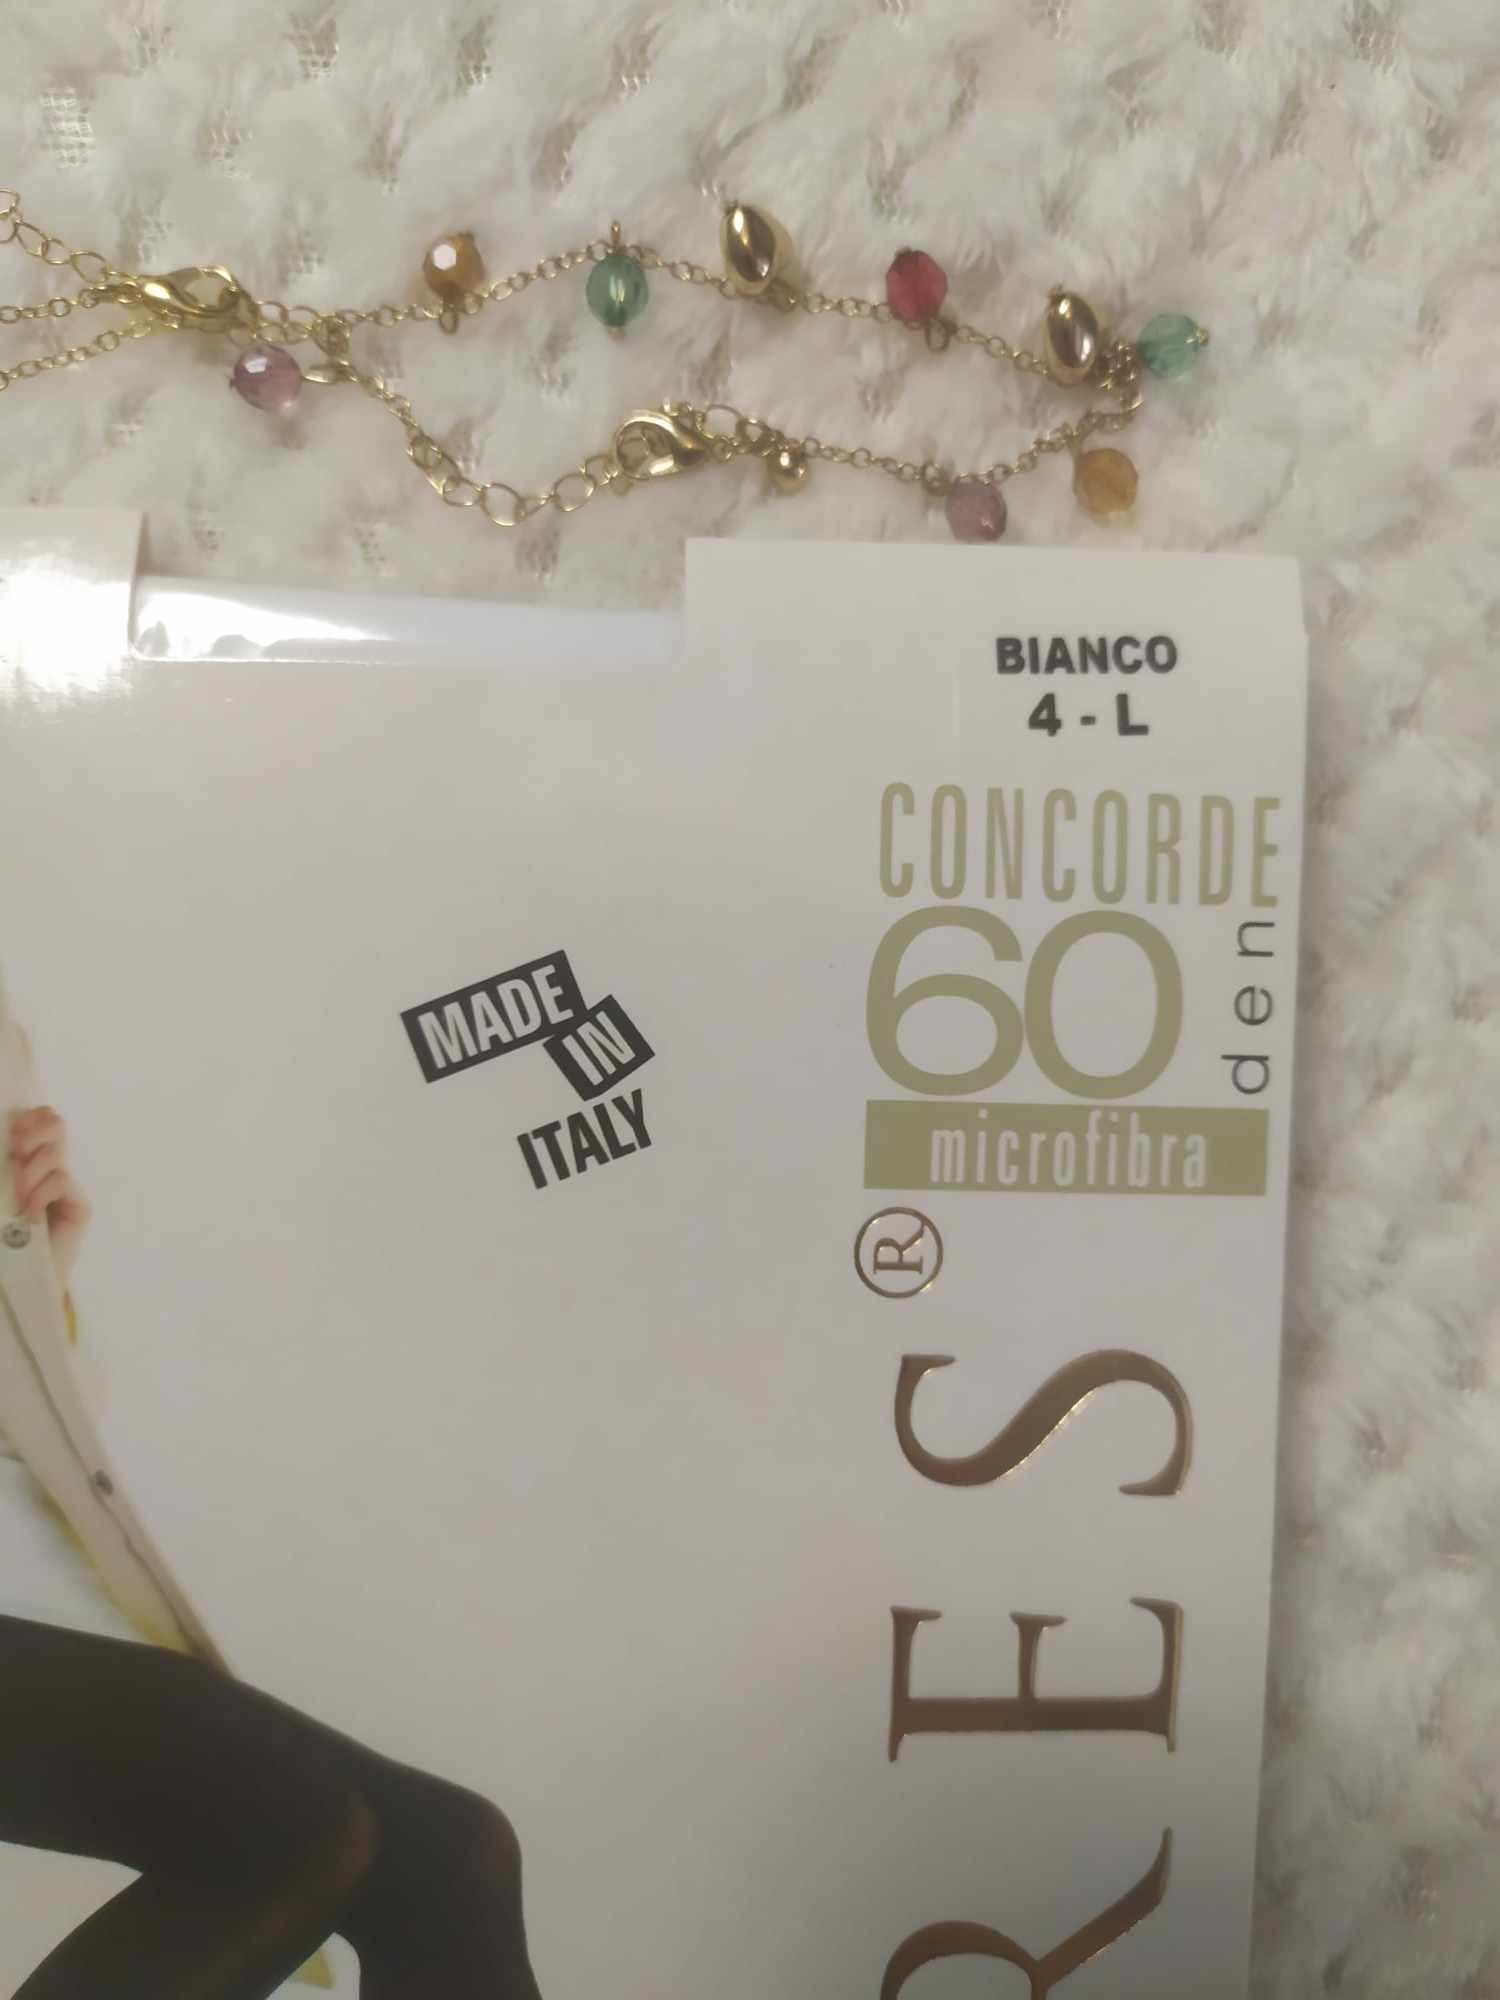 BIANCO
4 - L
CONCORDE
60
den
microfibra
MADE
IN
ITALY
RES®